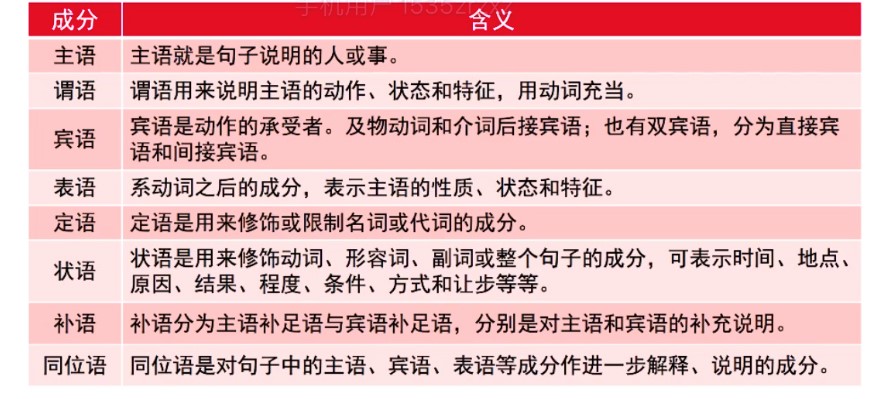 成分 含义
主语 主语就是句子说明的人或事。
谓语 谓语用来说明主语的动作、状态和特征，用动词充当。
宾语 宾语是动作的承受者。及物动词和介词后接宾语；也有双宾语，分为直接宾
语和间接宾语。
表语 系动词之后的成分，表示主语的性质、状态和特征。
定语 定语是用来修饰或限制名词或代词的成分。
状语 状语是用来修饰动词、形容词、副词或整个句子的成分，可表示时间、地点、
原因、结果、程度、条件、方式和让步等等。
补语 补语分为主语补足语与宾语补足语，分别是对主语和宾语的补充说明。
同位语 同位语是对句子中的主语、宾语、表语等成分作进一步解释、说明的成分。